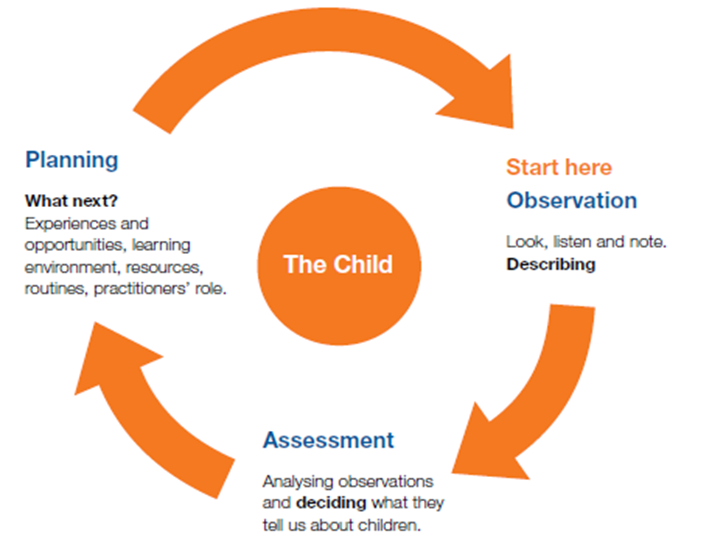 Planning
What next?
Experiences and
opportunities, learning
environment, resources,
routines, practitioners' role.
The Child
Start here
Observation
Look, listen and note.
Describing
Assessment
Analysing observations
and deciding what they
tell us about children.